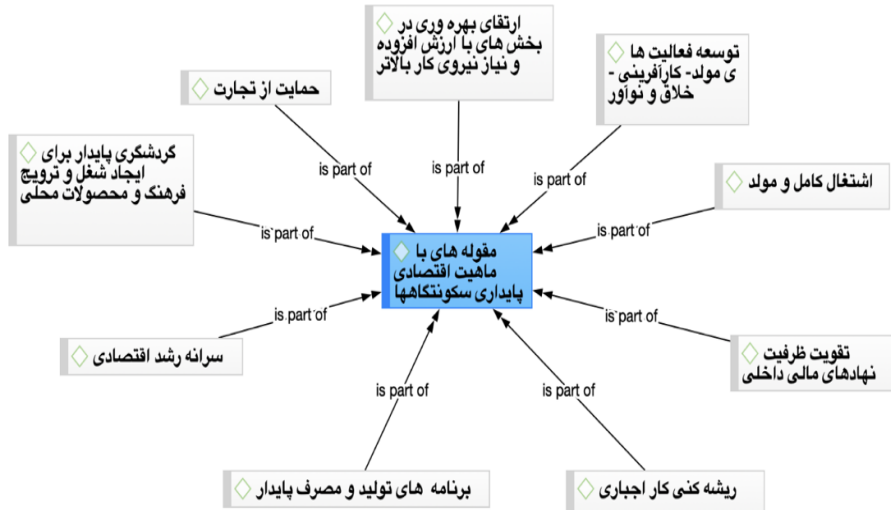 ارتقای بهره وری در
بخش های با ارزش افزوده
و نیاز نیروی کار بالاتر
توسعه فعالیت ها
ی مولد- کارآفرینی -
خلاق و نوآور
حمایت از تجارت
گردشگری پایدار برای
ایجاد شغل و ترویج
فرهنگ و محصولات محلی
اشتغال کامل و مولد
is part of
is part of
is part of
is part of
is part of
مقوله های با
ماهیت اقتصادی
پایداری سکونتگاهها
is part of
is part of
سرانه رشد اقتصادی
تقویت ظرفیت
نهادهای مالی داخلی
is part of
is part of
برنامه های تولید و مصرف پایدار
ریشه کنی کار اجباری